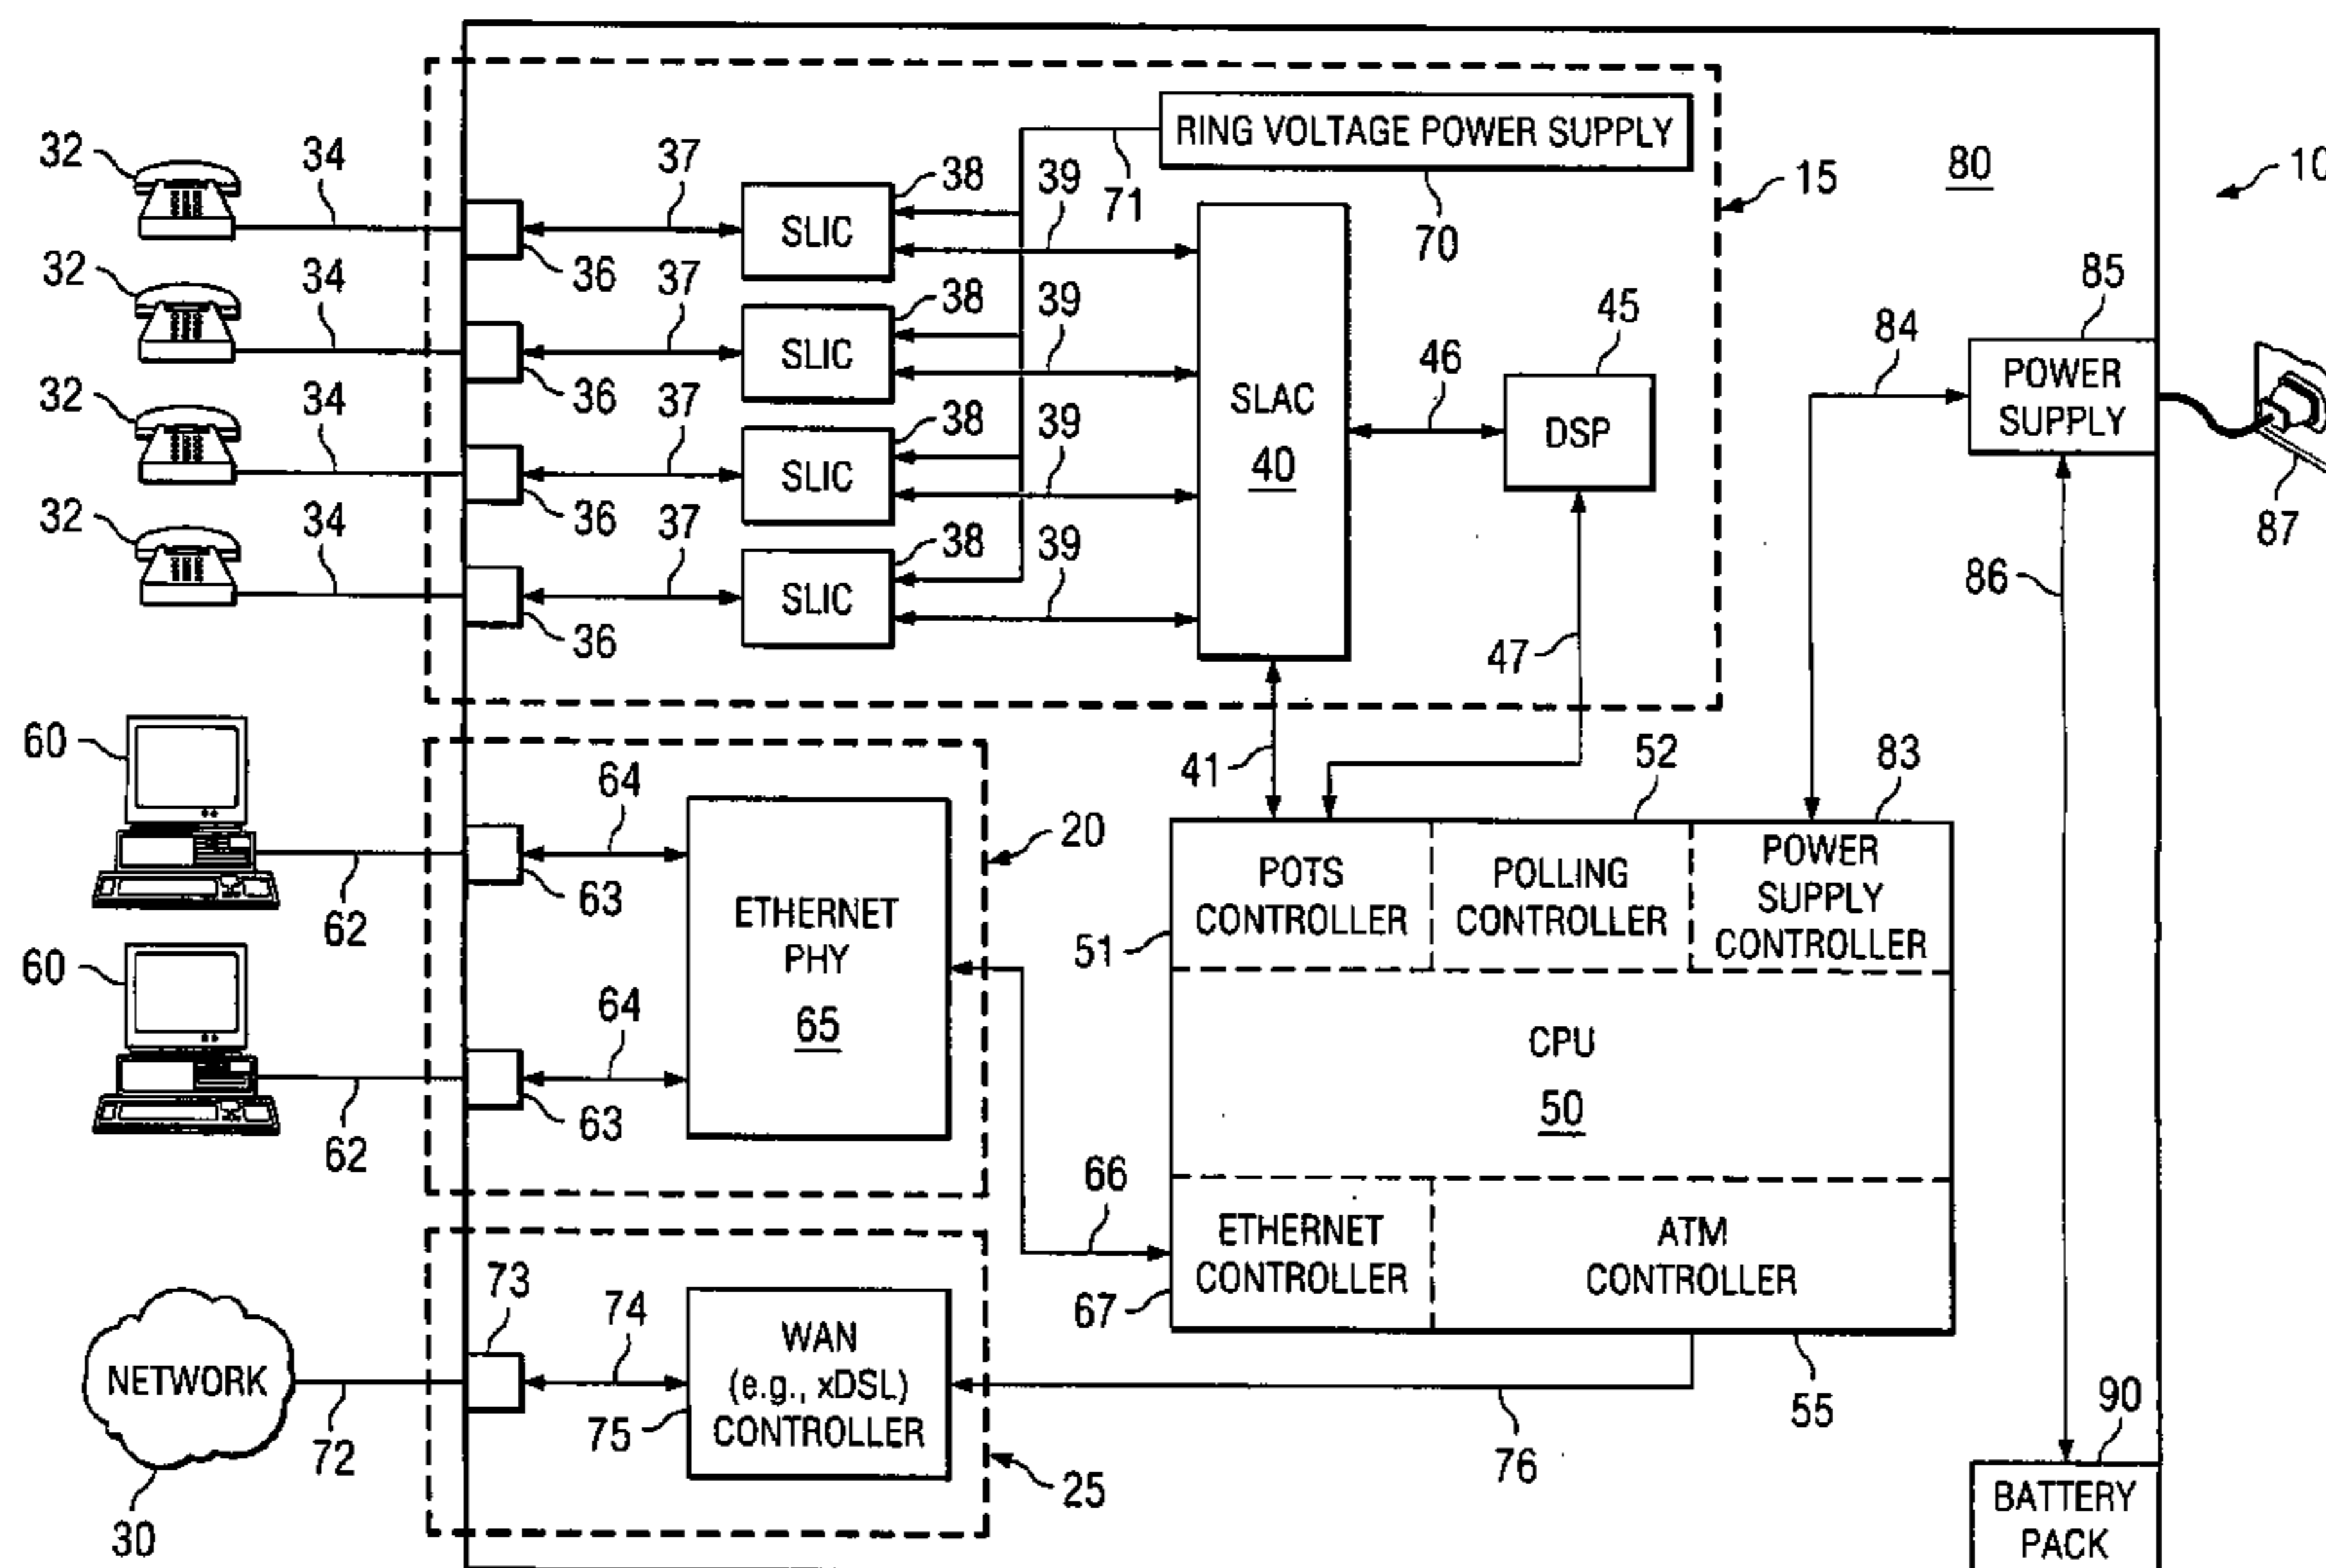 RING VOLTAGE POWER SUPPLY
32
34
37
38
39
71
70
15
80
10
SLIC
36
32
34
37
38
39
SLIC
36
32
34
37
38
39
SLIC
36
32
34
37
38
39
SLIC
36
SLAC
40
46
45
DSP
47
41
85
84
POWER
SUPPLY
87
86
60
64
62
63
ETHERNET
PHY
65
20
60
64
62
63
66
52
83
51
POTS
CONTROLLER
POLLING
CONTROLLER
POWER
SUPPLY
CONTROLLER
CPU
50
ETHERNET
CONTROLLER
67
ATM
CONTROLLER
55
NETWORK
30
72
73
74
75
WAN
(e.g., xDSL)
CONTROLLER
25
76
90
BATTERY
PACK